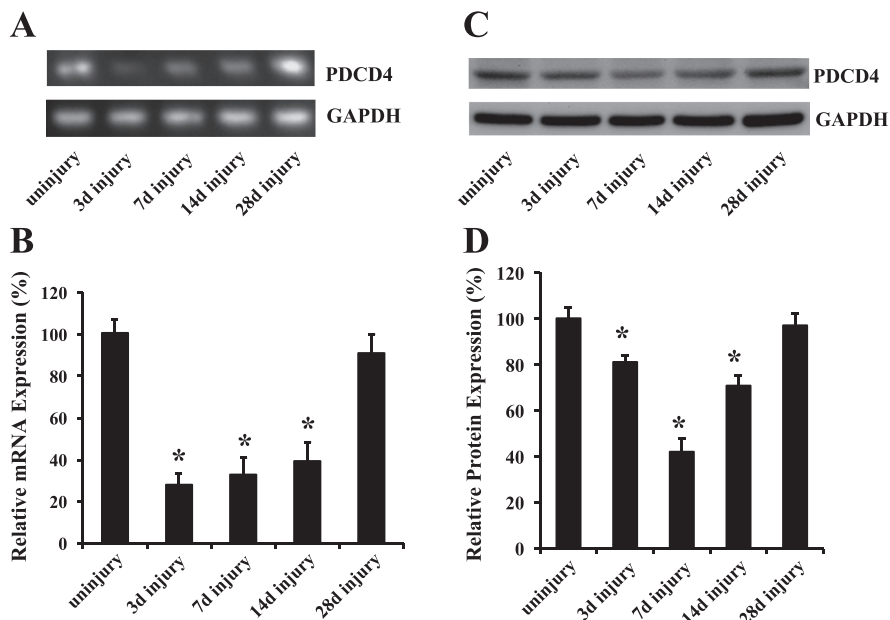 A
PDCD4
GAPDH
uninjury
3d injury
7d injury
14d injury
28d injury
B
Relative mRNA Expression (%)
120
100
80
60
40
20
0
*
*
*
uninjury
3d injury
7d injury
14d injury
28d injury
C
PDCD4
GAPDH
uninjury
3d injury
7d injury
14d injury
28d injury
D
Relative Protein Expression (%)
120
100
80
60
40
20
0
*
*
*
uninjury
3d injury
7d injury
14d injury
28d injury